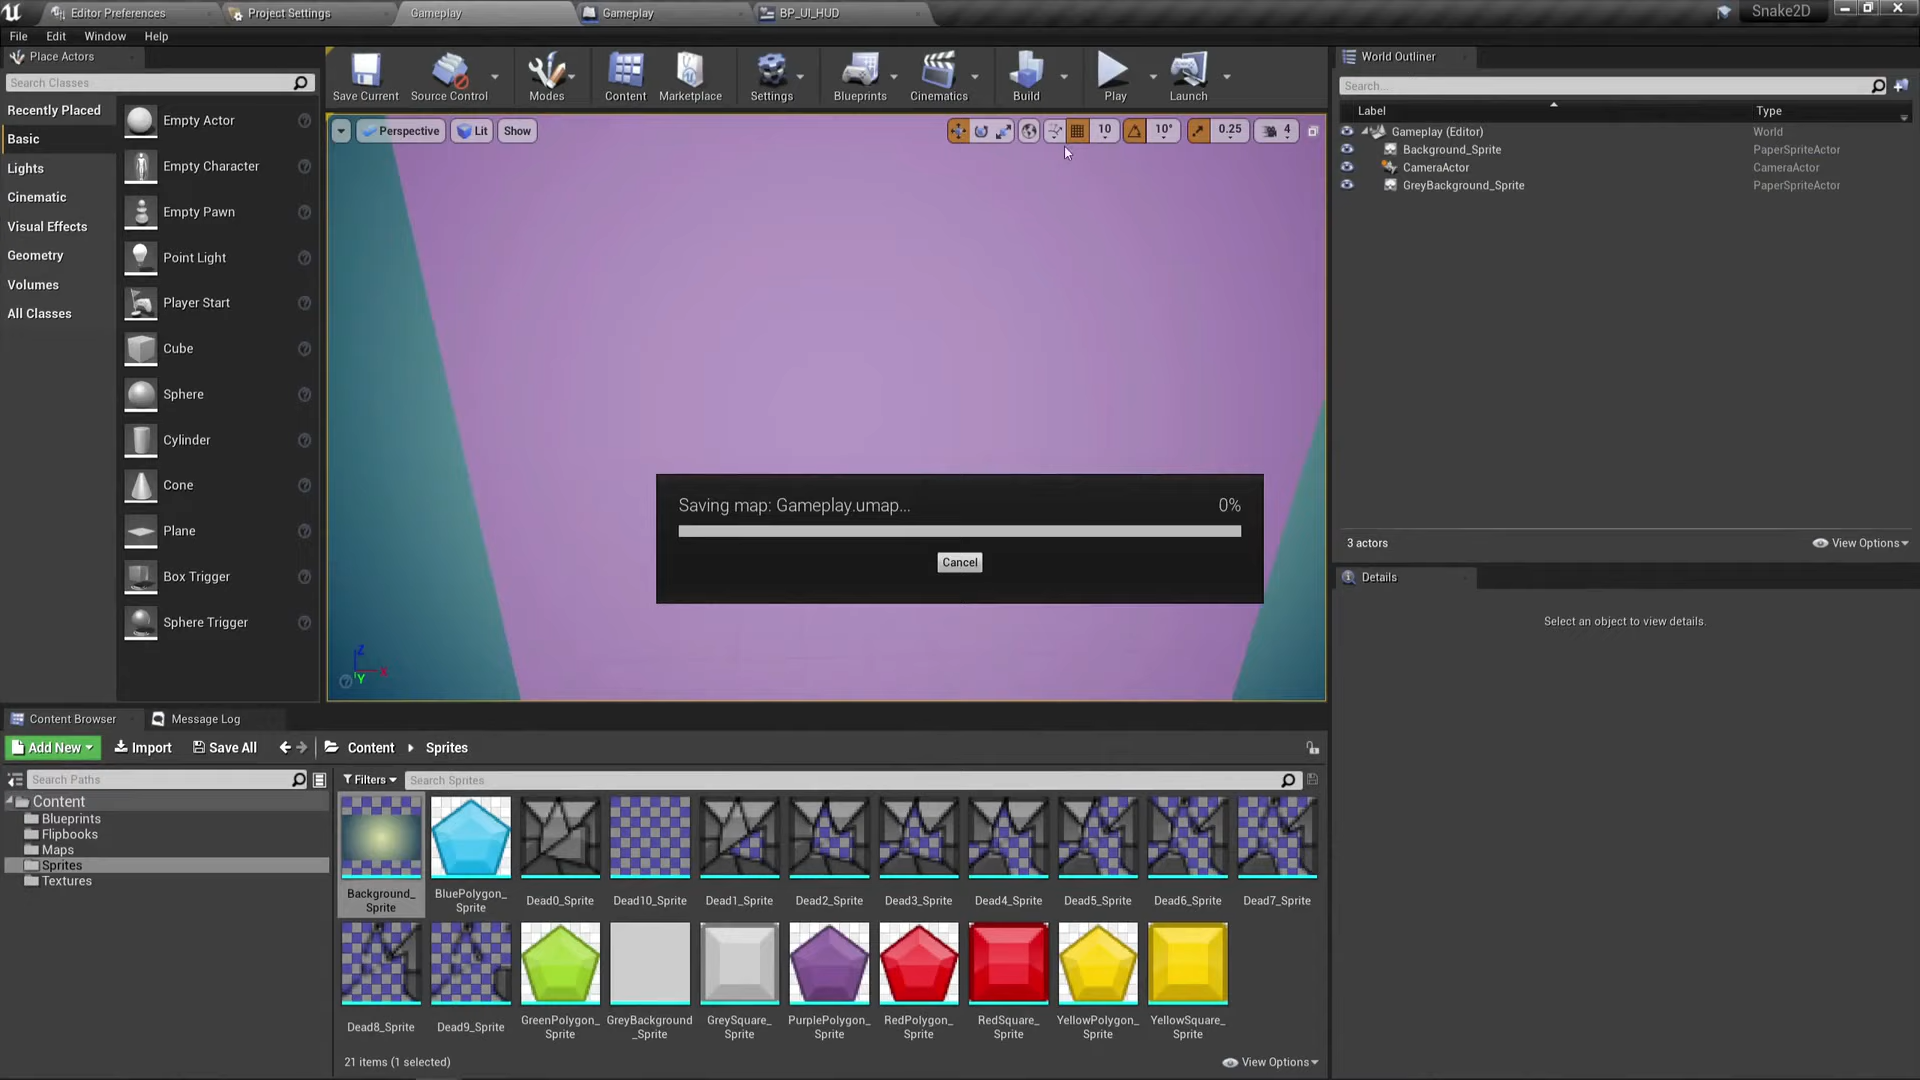 Editor Preferences
Project Settings
Gameplay
Gameplay
BP_UI_HUD
Snake2D
File
Edit
Window
Help
Place Actors
Search Classes
Recently Placed
Basic
Lights
Cinematic
Visual Effects
Geometry
Volumes
All Classes
Empty Actor
Empty Character
Empty Pawn
Point Light
Player Start
Cube
Sphere
Cylinder
Cone
Plane
Box Trigger
Sphere Trigger
Save Current
Source Control
Modes
Content
Marketplace
Settings
Blueprints
Cinematics
Build
Play
Launch
Perspective
Lit
Show
10
10°
0.25
4
Saving map: Gameplay.umap...
0%
Cancel
Z
X
Y
World Outliner
Search...
Label
Type
Gameplay (Editor)
World
Background_Sprite
PaperSpriteActor
CameraActor
CameraActor
GreyBackground_Sprite
PaperSpriteActor
3 actors
View Options
Details
Select an object to view details.
Content Browser
Message Log
Add New
Import
Save All
Content
Sprites
Search Paths
Content
Blueprints
Flipbooks
Maps
Sprites
Textures
Filters
Search Sprites
Background_
Sprite
BluePolygon_
Sprite
Dead0_Sprite
Dead10_Sprite
Dead1_Sprite
Dead2_Sprite
Dead3_Sprite
Dead4_Sprite
Dead5_Sprite
Dead6_Sprite
Dead7_Sprite
Dead8_Sprite
Dead9_Sprite
GreenPolygon_
Sprite
GreyBackground
_Sprite
GreySquare_
Sprite
PurplePolygon_
Sprite
RedPolygon_
Sprite
RedSquare_
Sprite
YellowPolygon_
Sprite
YellowSquare_
Sprite
21 items (1 selected)
View Options